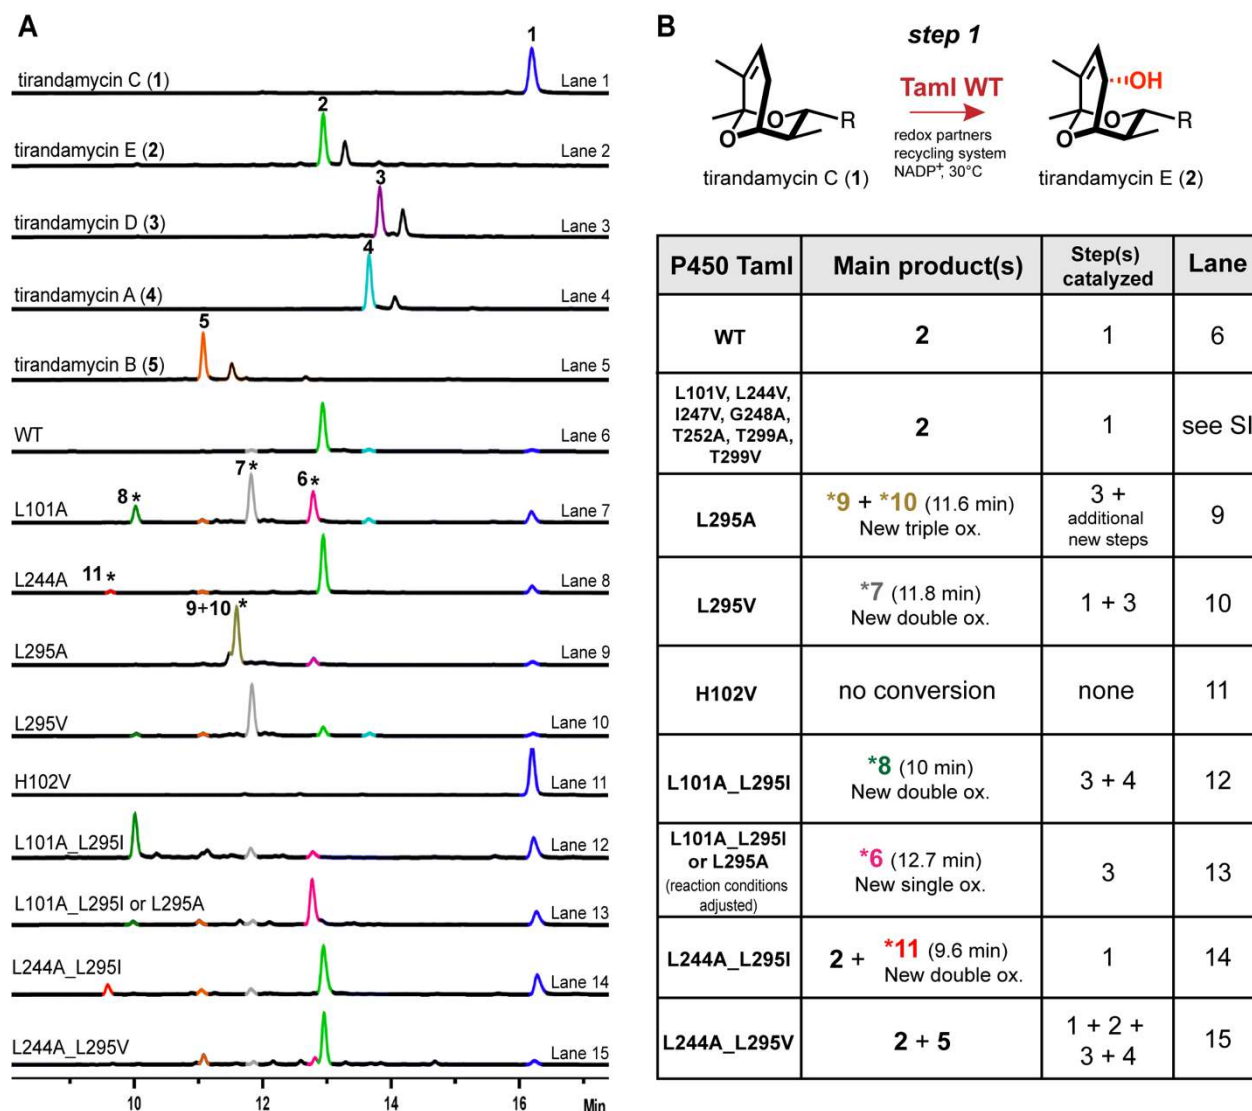 A
1
tirandamycin C (1)
Lane 1
2
tirandamycin E (2)
Lane 2
3
tirandamycin D (3)
Lane 3
4
tirandamycin A (4)
Lane 4
5
tirandamycin B (5)
Lane 5
WT
Lane 6
8*
7*
6*
L101A
Lane 7
11*
L244A
Lane 8
9+10*
L295A
Lane 9
L295V
Lane 10
H102V
Lane 11
L101A_L295I
Lane 12
L101A_L295I or L295A
Lane 13
L244A_L295I
Lane 14
L244A_L295V
Lane 15
10
12
14
16
Min
B
step 1
TamI WT
redox partners
recycling system
NADP+, 30°C
O
O
R
tirandamycin C (1)
OH
O
O
R
tirandamycin E (2)
P450 TamI
Main product(s)
Step(s)
catalyzed
Lane
WT
2
1
6
L101V, L244V,
I247V, G248A,
T252A, T299A,
T299V
2
1
see SI
L295A
*9 + *10 (11.6 min)
New triple ox.
3 +
additional
new steps
9
L295V
*7 (11.8 min)
New double ox.
1 + 3
10
H102V
no conversion
none
11
L101A_L295I
*8 (10 min)
New double ox.
3 + 4
12
L101A_L295I
or L295A
(reaction conditions
adjusted)
*6 (12.7 min)
New single ox.
3
13
L244A_L295I
2 + *11 (9.6 min)
New double ox.
1
14
L244A_L295V
2 + 5
1 + 2 +
3 + 4
15